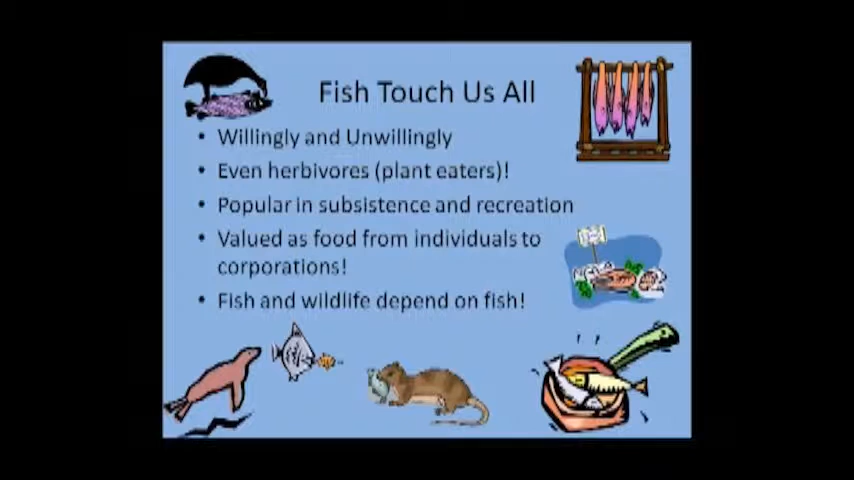 Fish Touch Us All
• Willingly and Unwillingly
• Even herbivores (plant eaters)!
• Popular in subsistence and recreation
• Valued as food from individuals to
corporations!
• Fish and wildlife depend on fish!